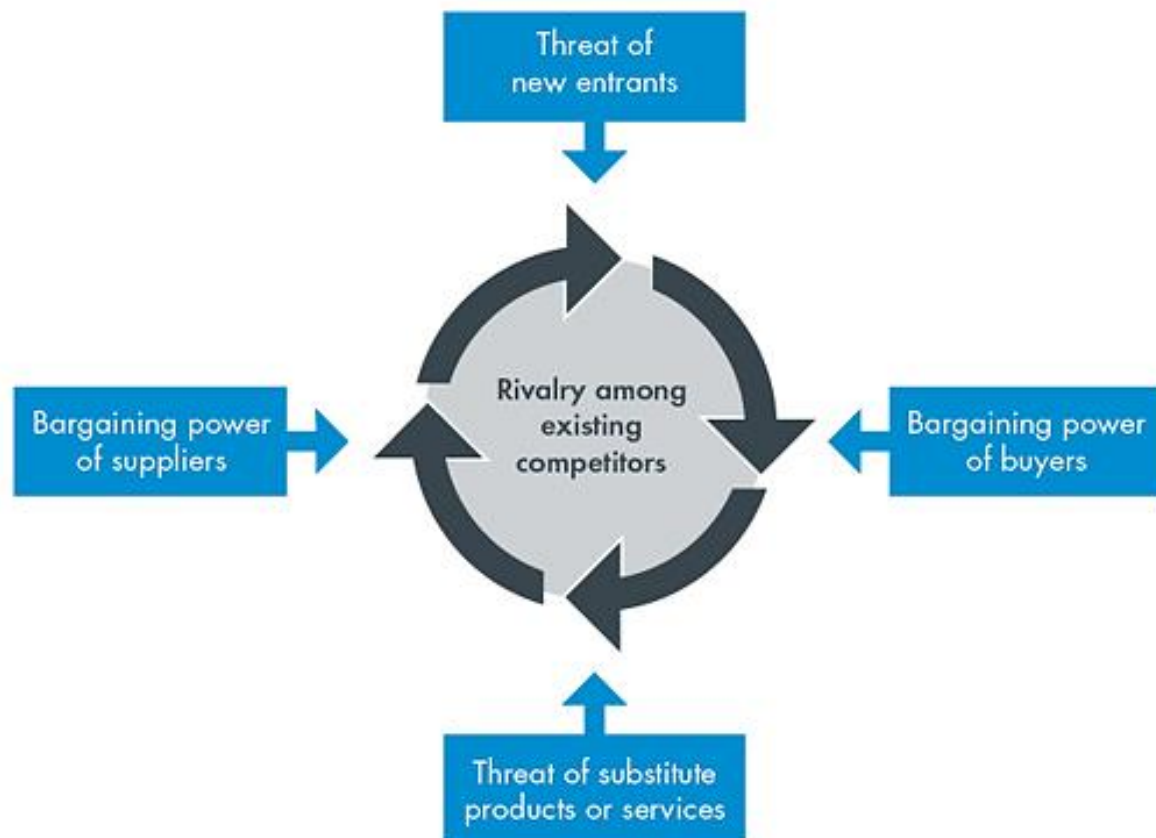 Threat of
new entrants
Bargaining power
of suppliers
Rivalry among
existing
competitors
Bargaining power
of buyers
Threat of substitute
products or services